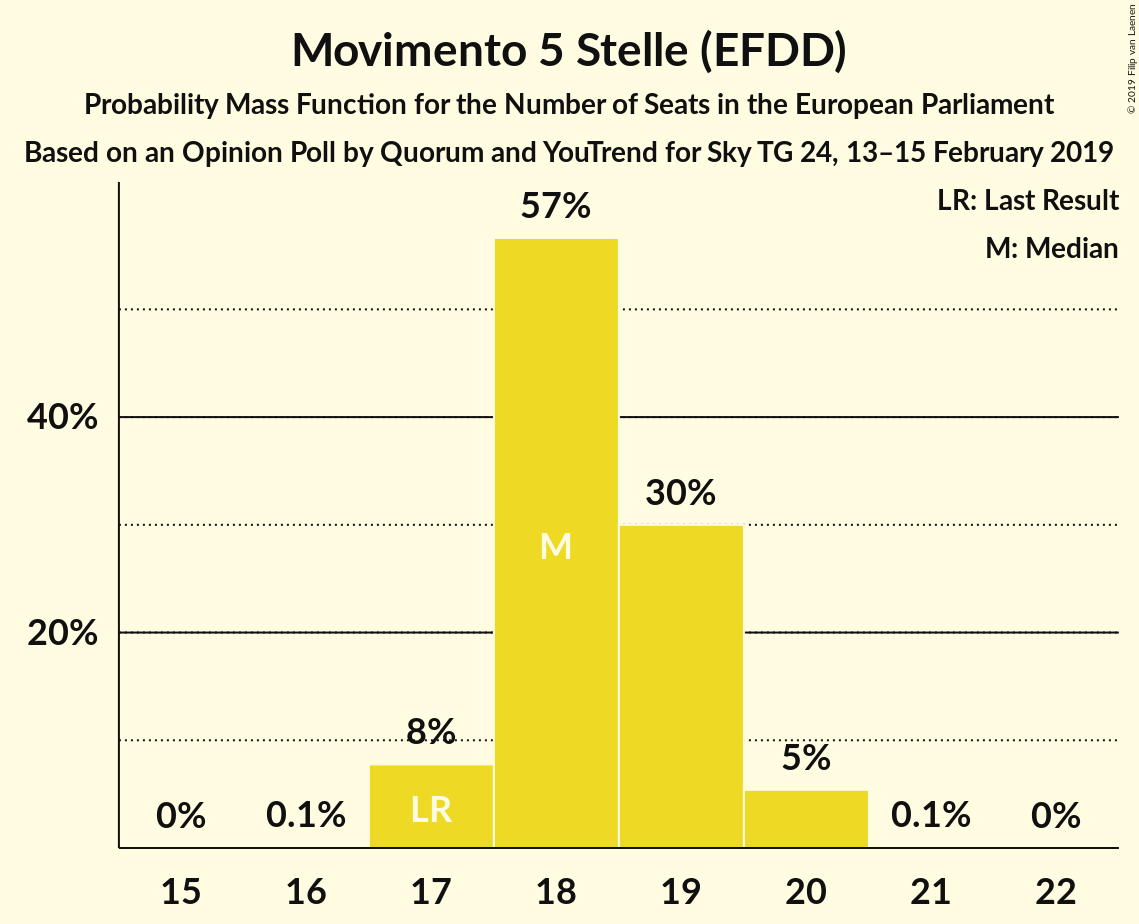 Movimento 5 Stelle (EFDD)
Probability Mass Function for the Number of Seats in the European Parliament
Based on an Opinion Poll by Quorum and YouTrend for Sky TG 24, 13–15 February 2019
© 2019 Filip van Laenen
LR: Last Result
M: Median
57%
40%
30%
M
20%
8%
5%
LR
0%
0.1%
0.1%
0%
15 16 17 18 19 20 21 22